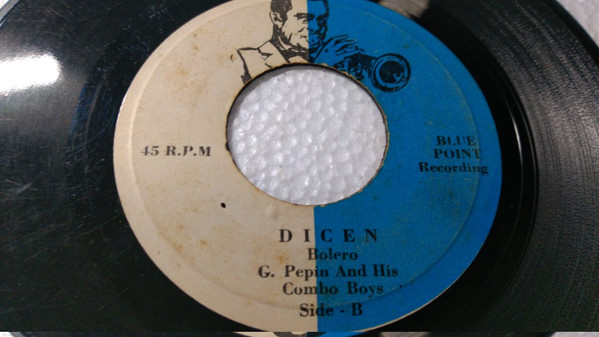 45 R.P.M
BLUE
POINT
Recording
DICEN
Bolero
G. Pepin And His
Combo Boys
Side - B